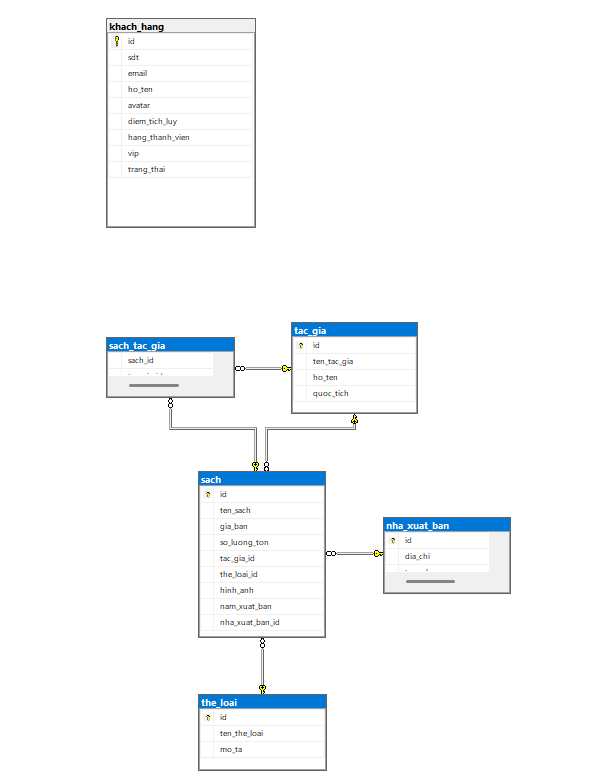 khach_hang
id
sdt
email
ho_ten
avatar
diem_tich_luy
hang_thanh_vien
vip
trang_thai
sach_tac_gia
sach_id
tac_gia
id
ten_tac_gia
ho_ten
quoc_tich
sach
id
ten_sach
gia_ban
so_luong_ton
tac_gia_id
the_loai_id
hinh_anh
nam_xuat_ban
nha_xuat_ban_id
nha_xuat_ban
id
dia_chi
the_loai
id
ten_the_loai
mo_ta